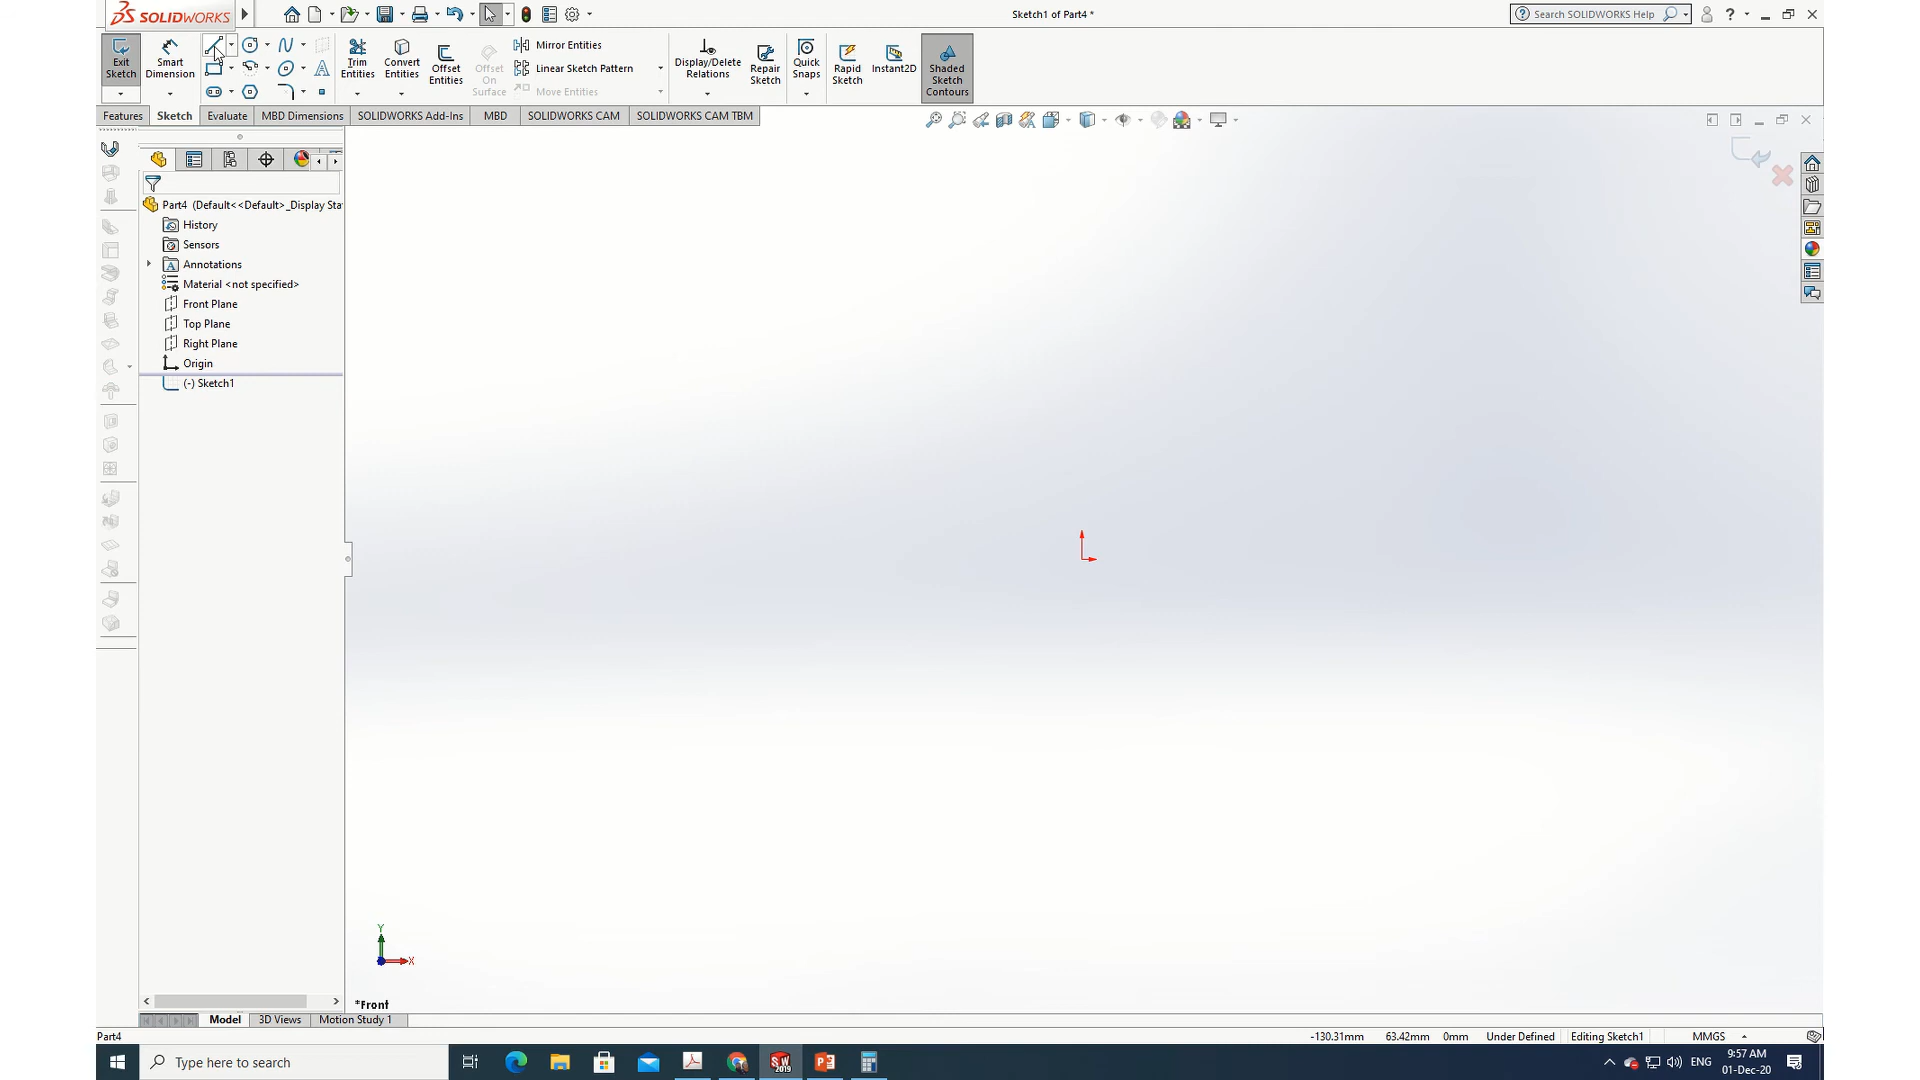 SOLIDWORKS
Sketch1 of Part4 *
Search SOLIDWORKS Help
Exit Sketch
Smart Dimension
Trim Entities
Convert Entities
Offset Entities
Offset On Surface
Mirror Entities
Linear Sketch Pattern
Move Entities
Display/Delete Relations
Repair Sketch
Quick Snaps
Rapid Sketch
Instant2D
Shaded Sketch Contours
Features Sketch Evaluate MBD Dimensions SOLIDWORKS Add-Ins MBD SOLIDWORKS CAM SOLIDWORKS CAM TBM
Part4 (Default<<Default>_Display Sta
History
Sensors
Annotations
Material <not specified>
Front Plane
Top Plane
Right Plane
Origin
(-) Sketch1
Y
X
*Front
Model 3D Views Motion Study 1
Part4 -130.31mm 63.42mm 0mm Under Defined Editing Sketch1 MMGS
Type here to search
SW 2019
ENG
9:57 AM
01-Dec-20